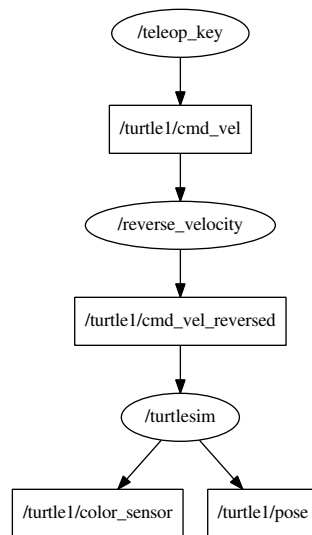 /teleop_key
/turtle1/cmd_vel
/reverse_velocity
/turtle1/cmd_vel_reversed
/turtlesim
/turtle1/color_sensor
/turtle1/pose